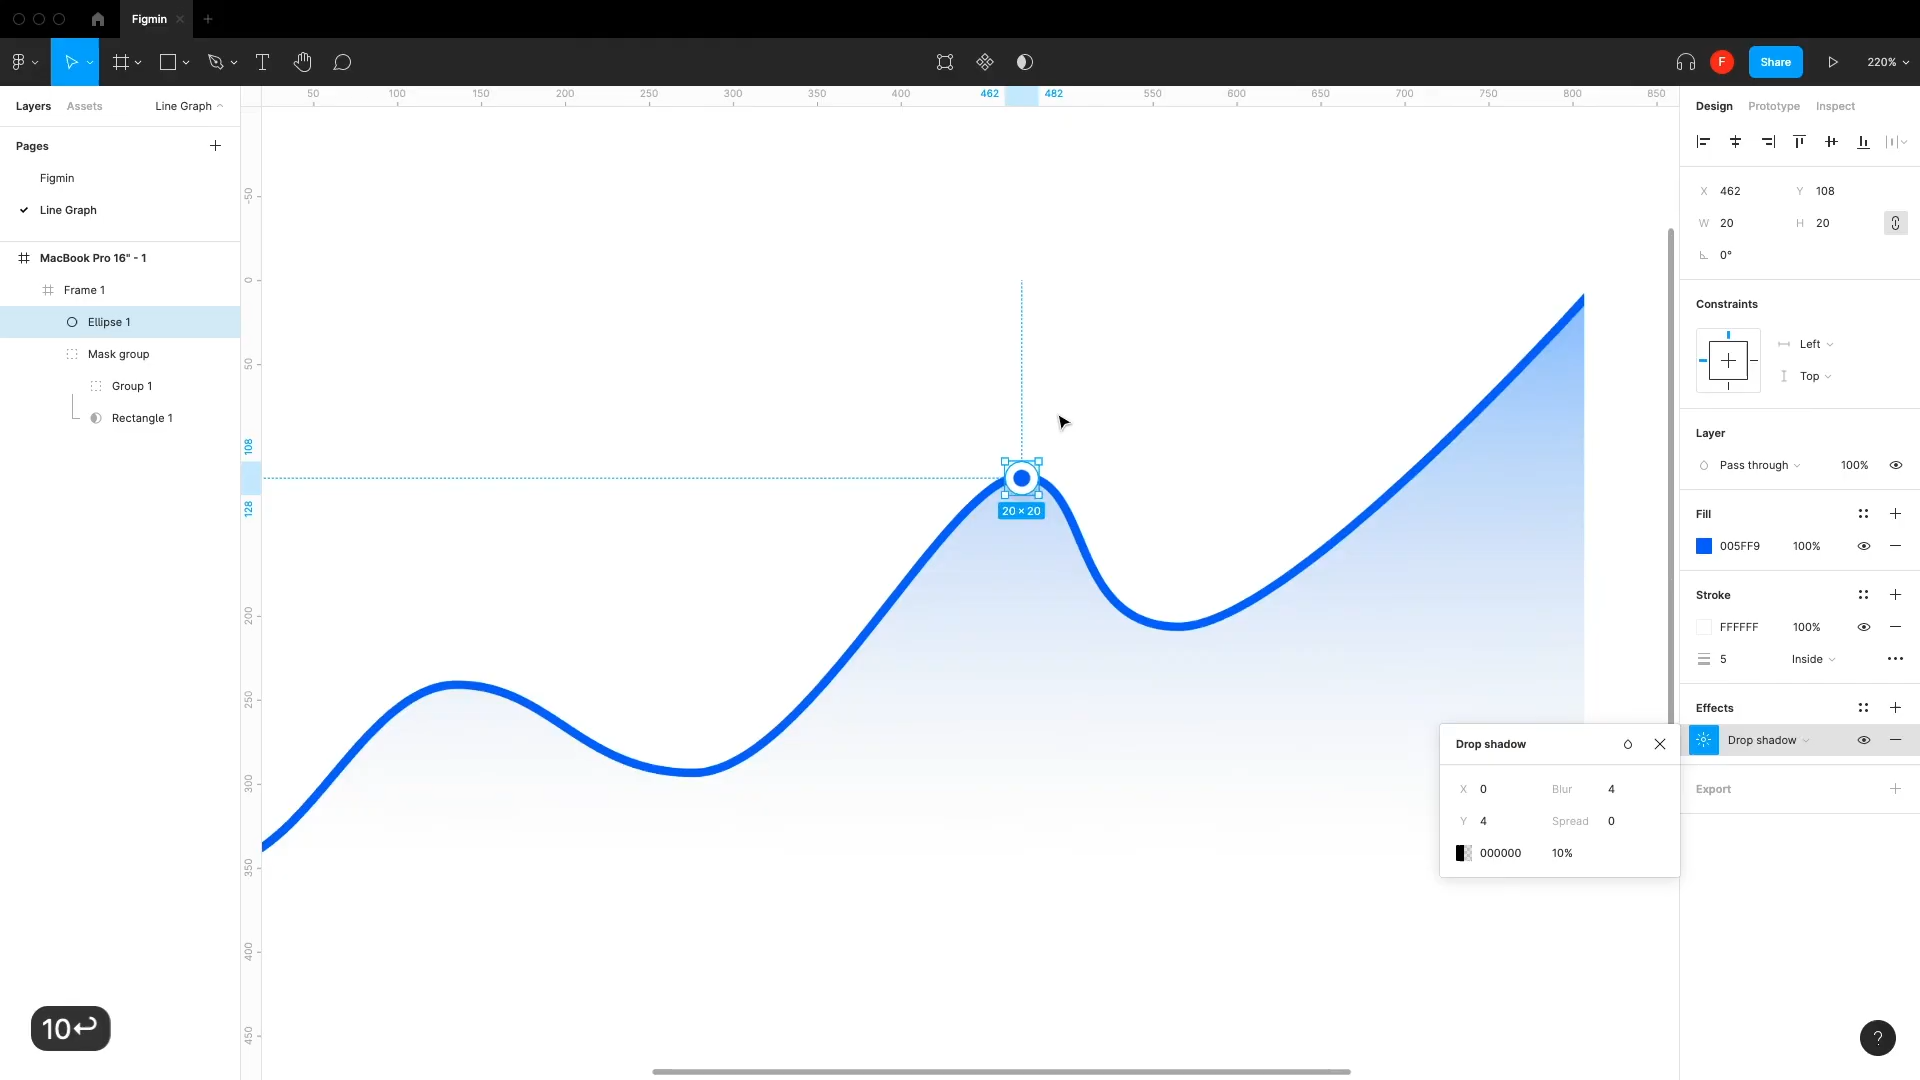 Figmin
Share
220%
Layers Assets Line Graph
Pages
Figmin
Line Graph
MacBook Pro 16" - 1
Frame 1
Ellipse 1
Mask group
Group 1
Rectangle 1
50 100 150 200 250 300 350 400 462 482 550 600 650 700 750 800 850
-50
0
50
108
128
200
250
300
350
400
450
20 × 20
Design Prototype Inspect
X 462 Y 108
W 20 H 20
0°
Constraints
Left
Top
Layer
Pass through 100%
Fill
005FF9 100%
Stroke
FFFFFF 100%
5 Inside
Effects
Drop shadow
Export
Drop shadow
X 0 Blur 4
Y 4 Spread 0
000000 10%
10↩
F
?